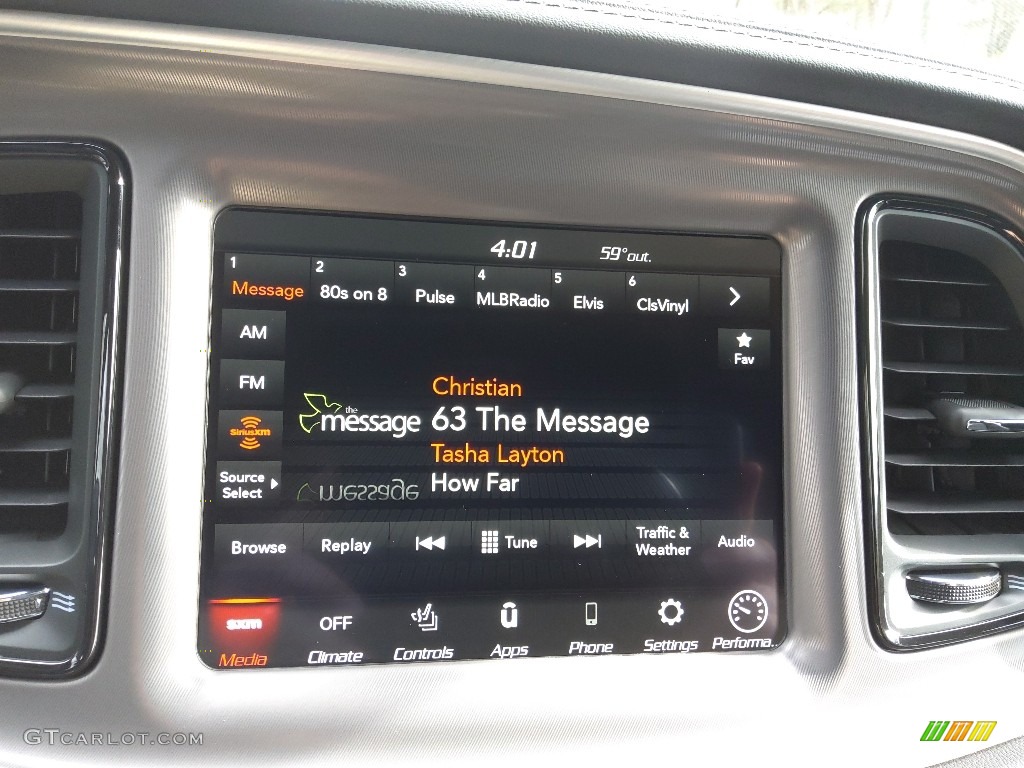 4:01 59°out.
1 2 3 4 5 6
Message 80s on 8 Pulse MLBRadio Elvis ClsVinyl
AM
FM
SiriusXM
Source
Select
Fav
the
message
Christian
63 The Message
Tasha Layton
How Far
message
Browse Replay Tune Traffic &
Weather Audio
sxm OFF
Media Climate Controls Apps Phone Settings Performa..
GTCARLOT.COM